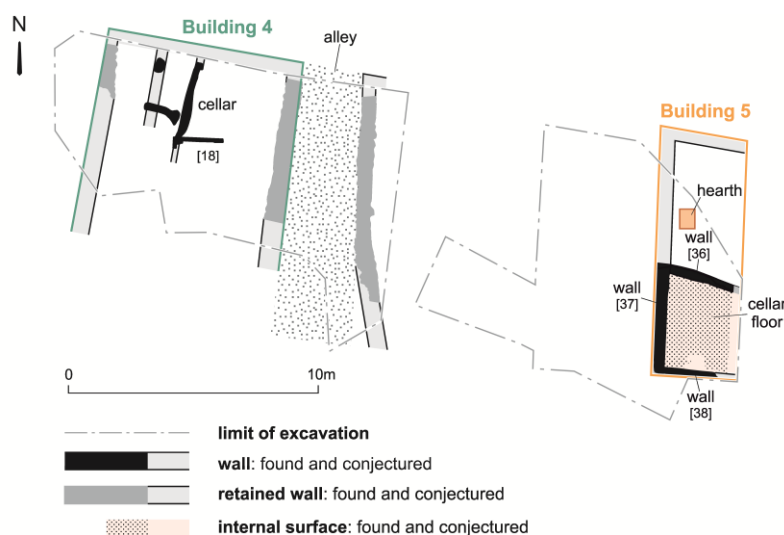 N
Building 4
alley
cellar
[18]
Building 5
hearth
wall
[36]
wall
[37]
cellar
floor
wall
[38]
0
10m
limit of excavation
wall: found and conjectured
retained wall: found and conjectured
internal surface: found and conjectured